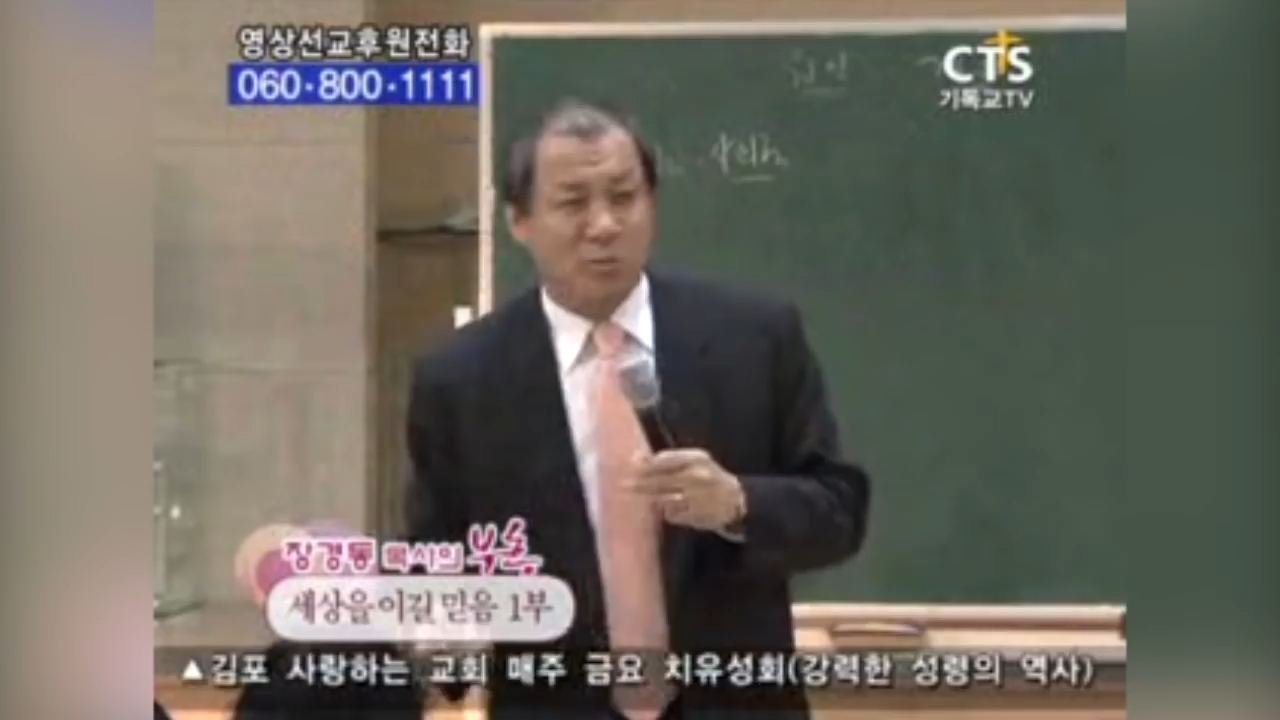 영상선교후원전화
060·800·1111
CTS
기독교TV
장경동 목사의
세상을 이길 믿음 1부
▲김포 사랑하는 교회 매주 금요 치유성회(강력한 성령의 역사)